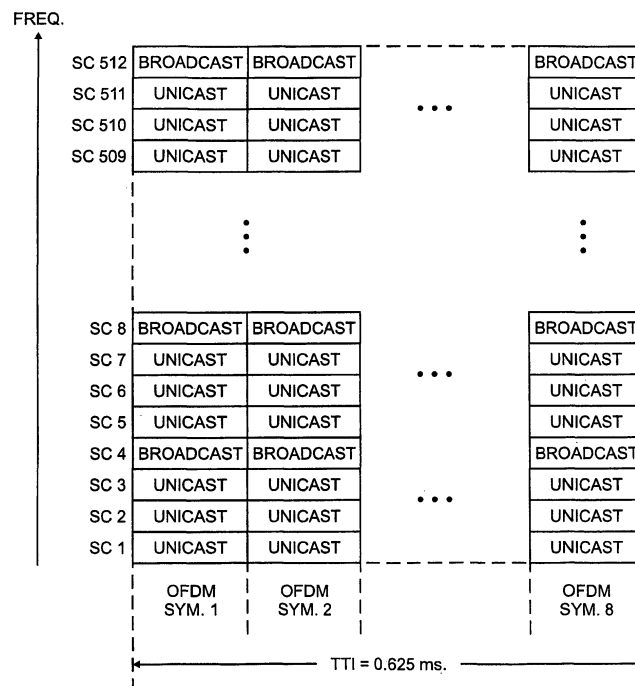 FREQ.
SC 512 BROADCAST BROADCAST BROADCAST
SC 511 UNICAST UNICAST UNICAST
SC 510 UNICAST UNICAST UNICAST
SC 509 UNICAST UNICAST UNICAST
SC 8 BROADCAST BROADCAST BROADCAST
SC 7 UNICAST UNICAST UNICAST
SC 6 UNICAST UNICAST UNICAST
SC 5 UNICAST UNICAST UNICAST
SC 4 BROADCAST BROADCAST BROADCAST
SC 3 UNICAST UNICAST UNICAST
SC 2 UNICAST UNICAST UNICAST
SC 1 UNICAST UNICAST UNICAST
OFDM OFDM OFDM
SYM. 1 SYM. 2 SYM. 8
TTI = 0.625 ms.